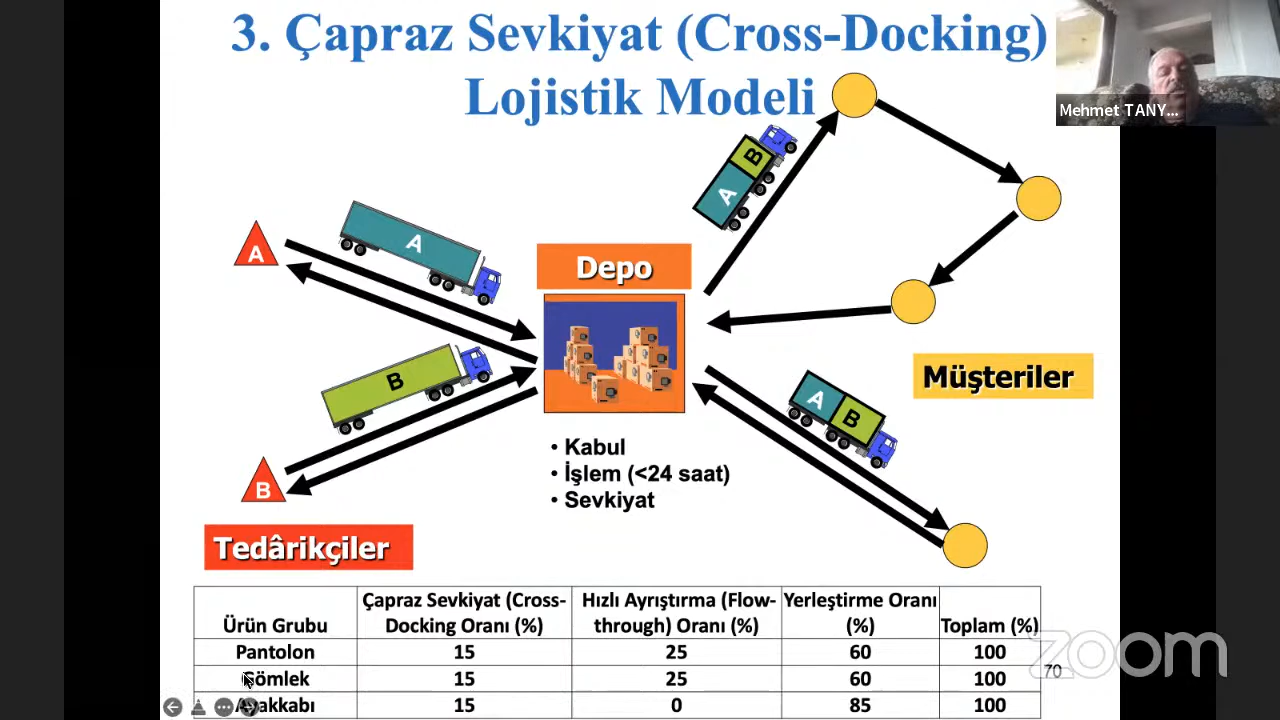 3. Çapraz Sevkiyat (Cross-Docking)
Lojistik Modeli
Mehmet TANY...
A
B
A
A
B
Depo
B
Müşteriler
A
B
• Kabul
• İşlem (<24 saat)
• Sevkiyat
B
Tedârikçiler
Ürün Grubu
Çapraz Sevkiyat (Cross-
Docking Oranı (%)
Hızlı Ayrıştırma (Flow-
through) Oranı (%)
Yerleştirme Oranı
(%)
Toplam (%)
Pantolon 15 25 60 100
Gömlek 15 25 60 100
Ayakkabı 15 0 85 100
70
zoom